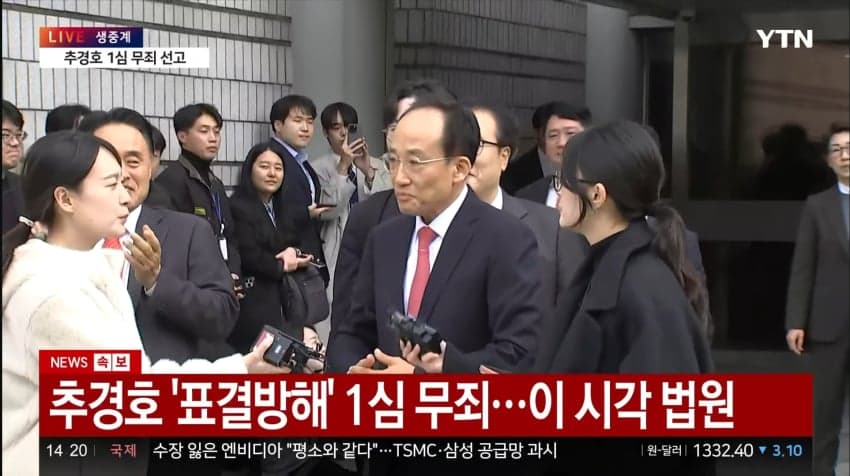 LIVE 생중계
추경호 1심 무죄 선고
YTN
NEWS 속보
추경호 '표결방해' 1심 무죄…이 시각 법원
14 20 국제 수장 잃은 엔비디아 "평소와 같다"…TSMC·삼성 공급망 과시
원-달러 1332.40 ▼ 3.10